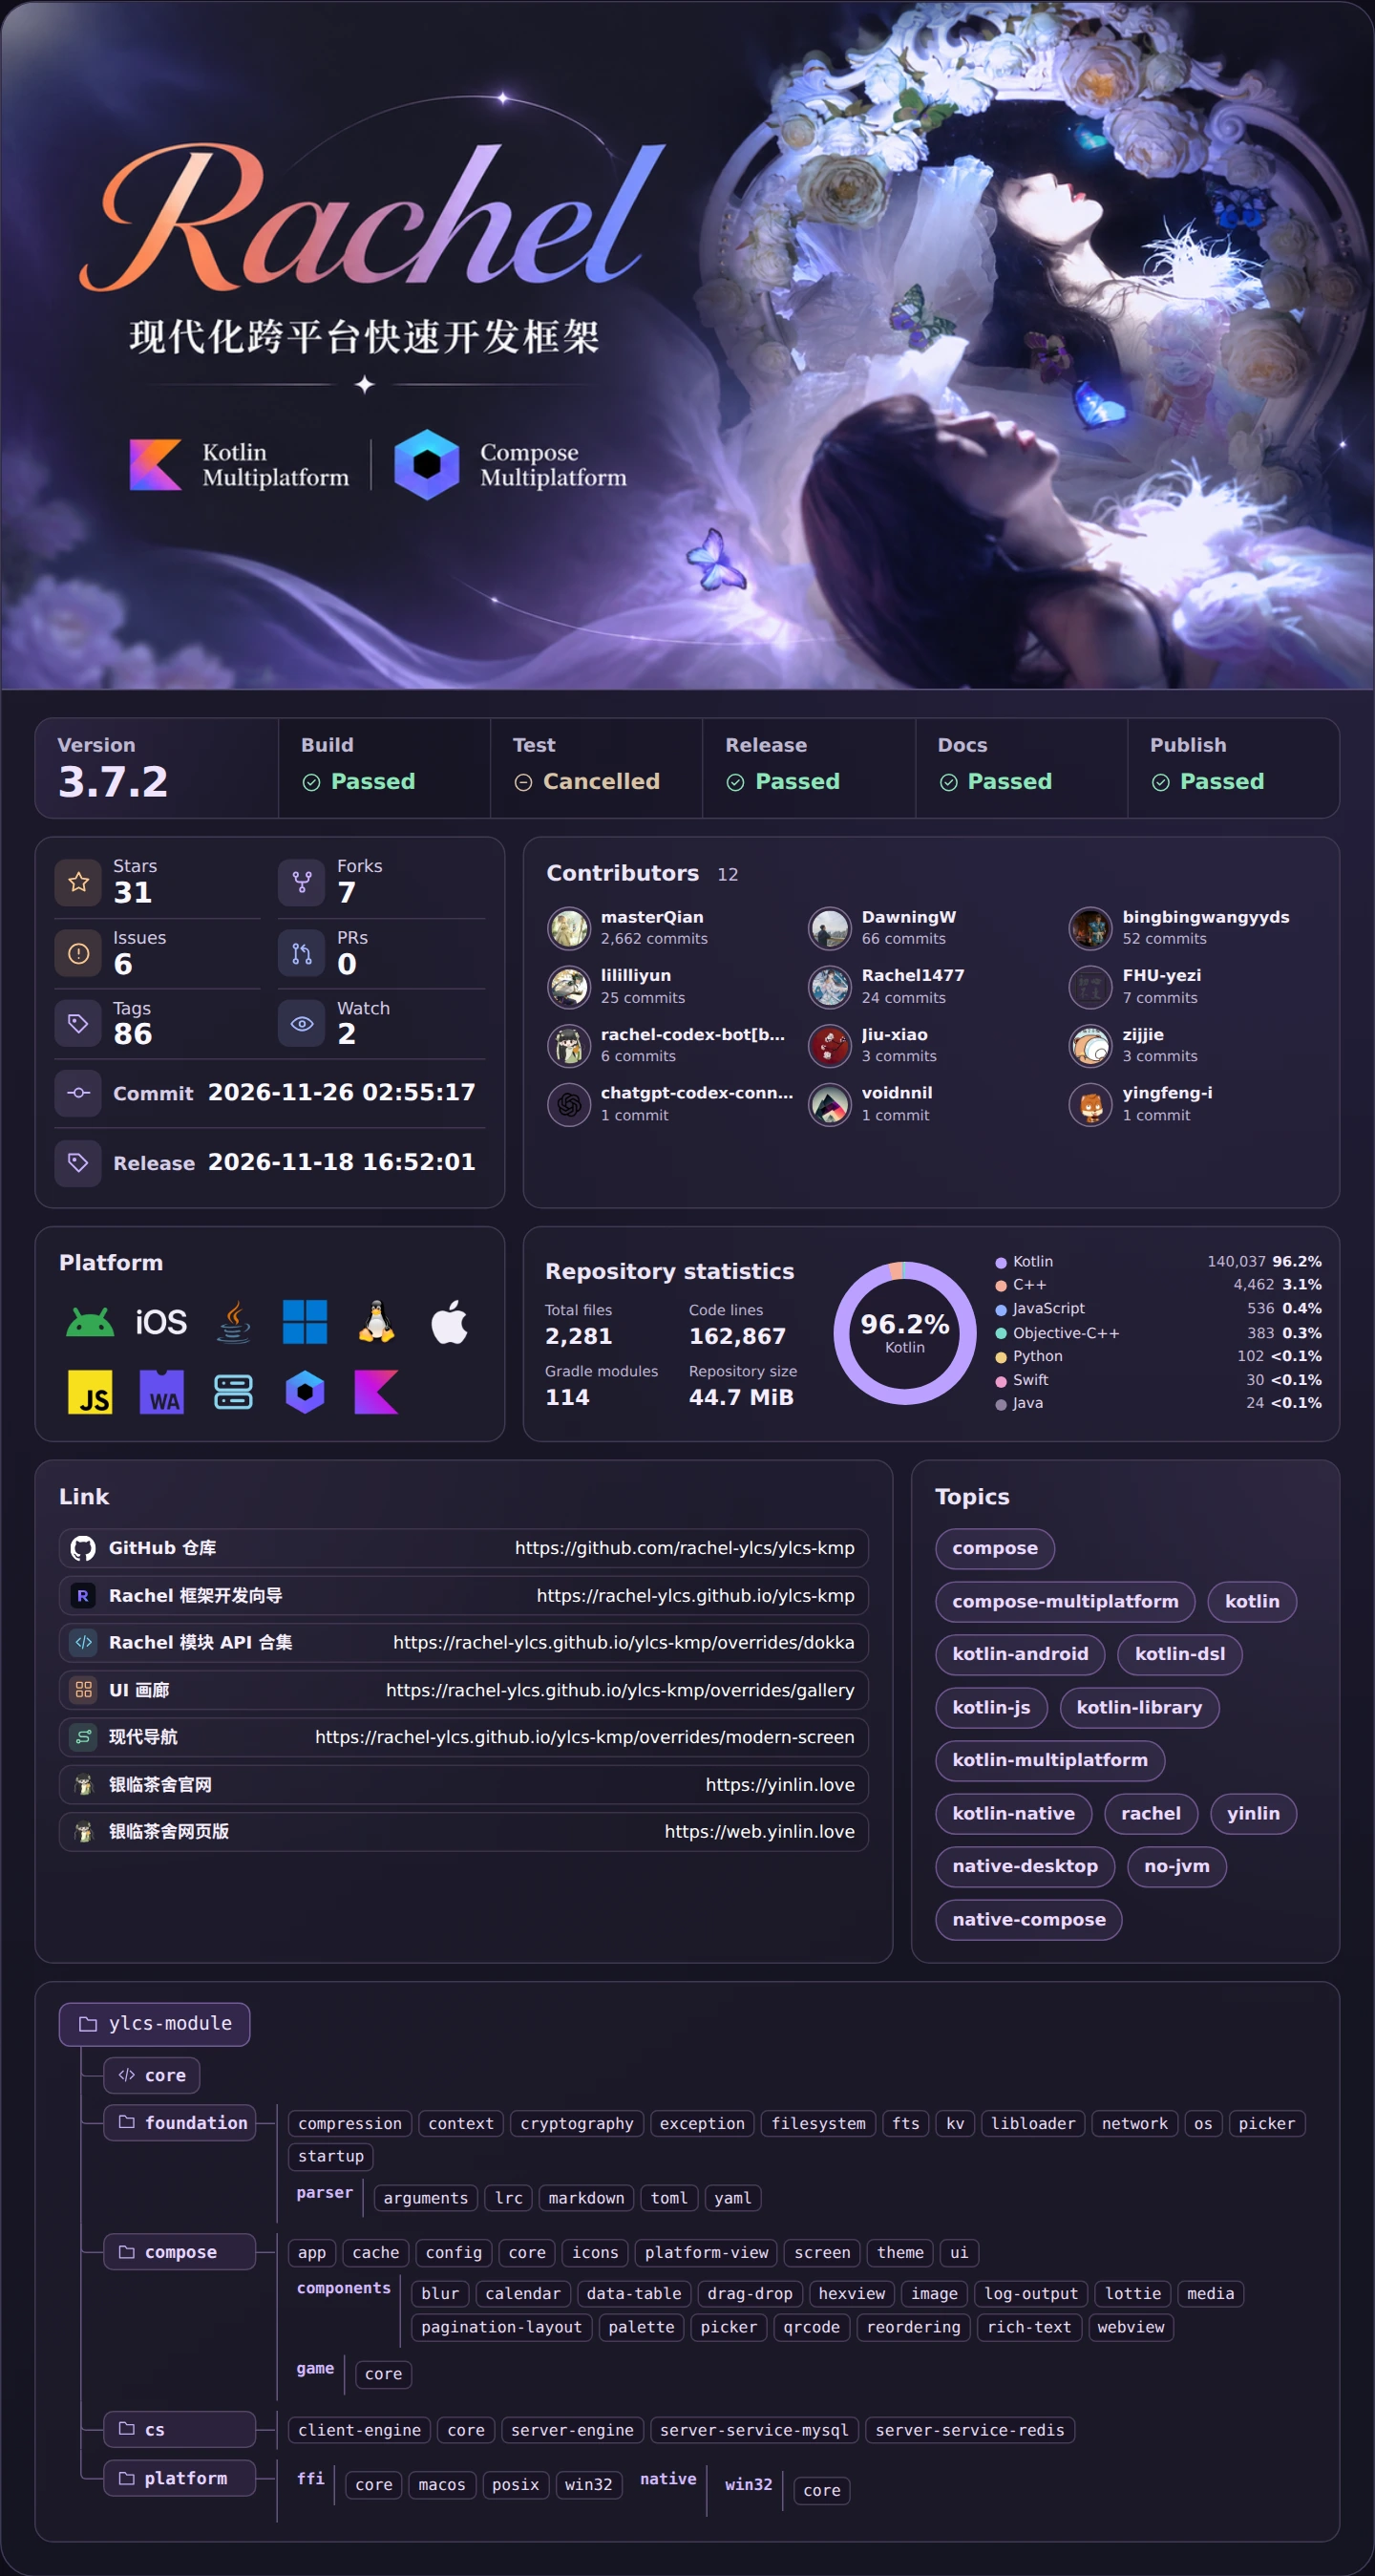 Rachel
现代化跨平台快速开发框架
Kotlin
Multiplatform
Compose
Multiplatform
Version
3.7.2
Build
Passed
Test
Cancelled
Release
Passed
Docs
Passed
Publish
Passed
Stars
31
Forks
7
Issues
6
PRs
0
Tags
86
Watch
2
Commit 2026-11-26 02:55:17
Release 2026-11-18 16:52:01
Contributors 12
masterQian
2,662 commits
DawningW
66 commits
bingbingwangyyds
52 commits
lililliyun
25 commits
Rachel1477
24 commits
FHU-yezi
7 commits
rachel-codex-bot[b…
6 commits
Jiu-xiao
3 commits
zijjie
3 commits
chatgpt-codex-conn…
1 commit
voidnnil
1 commit
yingfeng-i
1 commit
Platform
iOS
JS
WA
Repository statistics
Total files
2,281
Code lines
162,867
Gradle modules
114
Repository size
44.7 MiB
96.2%
Kotlin
Kotlin 140,037 96.2%
C++ 4,462 3.1%
JavaScript 536 0.4%
Objective-C++ 383 0.3%
Python 102 <0.1%
Swift 30 <0.1%
Java 24 <0.1%
Link
GitHub 仓库 https://github.com/rachel-ylcs/ylcs-kmp
R Rachel 框架开发向导 https://rachel-ylcs.github.io/ylcs-kmp
Rachel 模块 API 合集 https://rachel-ylcs.github.io/ylcs-kmp/overrides/dokka
UI 画廊 https://rachel-ylcs.github.io/ylcs-kmp/overrides/gallery
现代导航 https://rachel-ylcs.github.io/ylcs-kmp/overrides/modern-screen
银临茶舍官网 https://yinlin.love
银临茶舍网页版 https://web.yinlin.love
Topics
compose
compose-multiplatform kotlin
kotlin-android kotlin-dsl
kotlin-js kotlin-library
kotlin-multiplatform
kotlin-native rachel yinlin
native-desktop no-jvm
native-compose
ylcs-module
core
foundation compression context cryptography exception filesystem fts kv libloader network os picker
startup
parser arguments lrc markdown toml yaml
compose app cache config core icons platform-view screen theme ui
components blur calendar data-table drag-drop hexview image log-output lottie media
pagination-layout palette picker qrcode reordering rich-text webview
game core
cs client-engine core server-engine server-service-mysql server-service-redis
platform ffi core macos posix win32 native win32 core